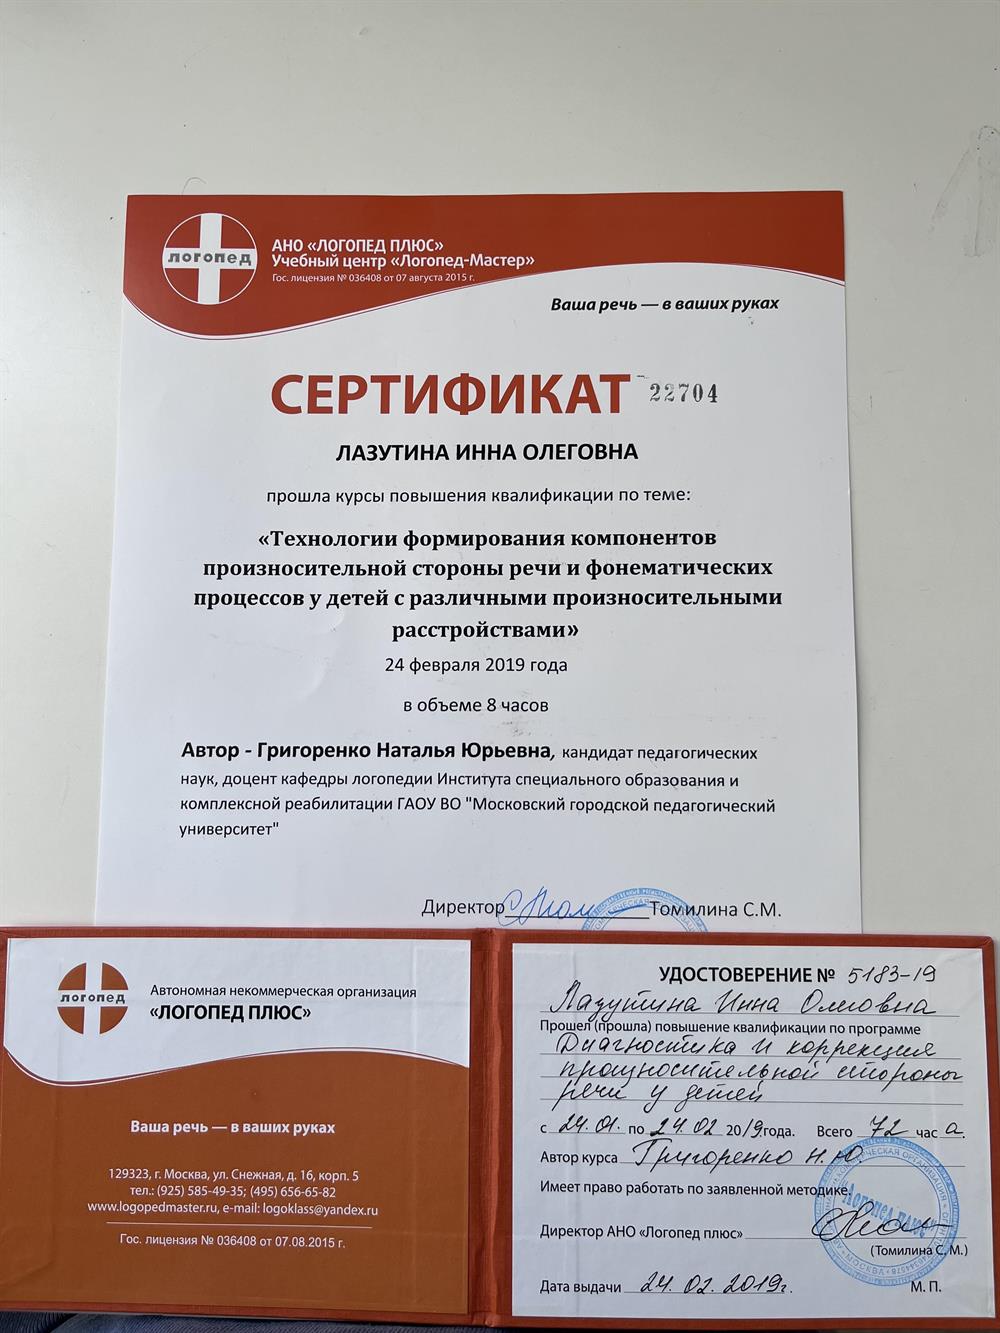 логопед
АНО «ЛОГОПЕД ПЛЮС»
Учебный центр «Логопед-Мастер»
Гос. лицензия № 036408 от 07 августа 2015 г.
Ваша речь — в ваших руках
СЕРТИФИКАТ 22704
ЛАЗУТИНА ИННА ОЛЕГОВНА
прошла курсы повышения квалификации по теме:
«Технологии формирования компонентов
произносительной стороны речи и фонематических
процессов у детей с различными произносительными
расстройствами»
24 февраля 2019 года
в объеме 8 часов
Автор - Григоренко Наталья Юрьевна, кандидат педагогических
наук, доцент кафедры логопедии Института специального образования и
комплексной реабилитации ГАОУ ВО "Московский городской педагогический
университет"
Директор Томилина С.М.
логопед
Автономная некоммерческая организация
«ЛОГОПЕД ПЛЮС»
Ваша речь — в ваших руках
129323, г. Москва, ул. Снежная, д. 16, корп. 5
тел.: (925) 585-49-35; (495) 656-65-82
www.logopedmaster.ru, e-mail: logoklass@yandex.ru
Гос. лицензия № 036408 от 07.08.2015 г.
УДОСТОВЕРЕНИЕ № 5183-19
Лазутина Инна Олеговна
Прошел (прошла) повышение квалификации по программе
Диагностика и коррекция
произносительной стороны
речи у детей
с 24.01. по 24.02 2019 года. Всего 72 час а.
Автор курса Григоренко Н.Ю.
Имеет право работать по заявленной методике.
Директор АНО «Логопед плюс»
(Томилина С. М.)
Дата выдачи 24.02.2019г. М. П.
"Логопед плюс"
МОСКВА